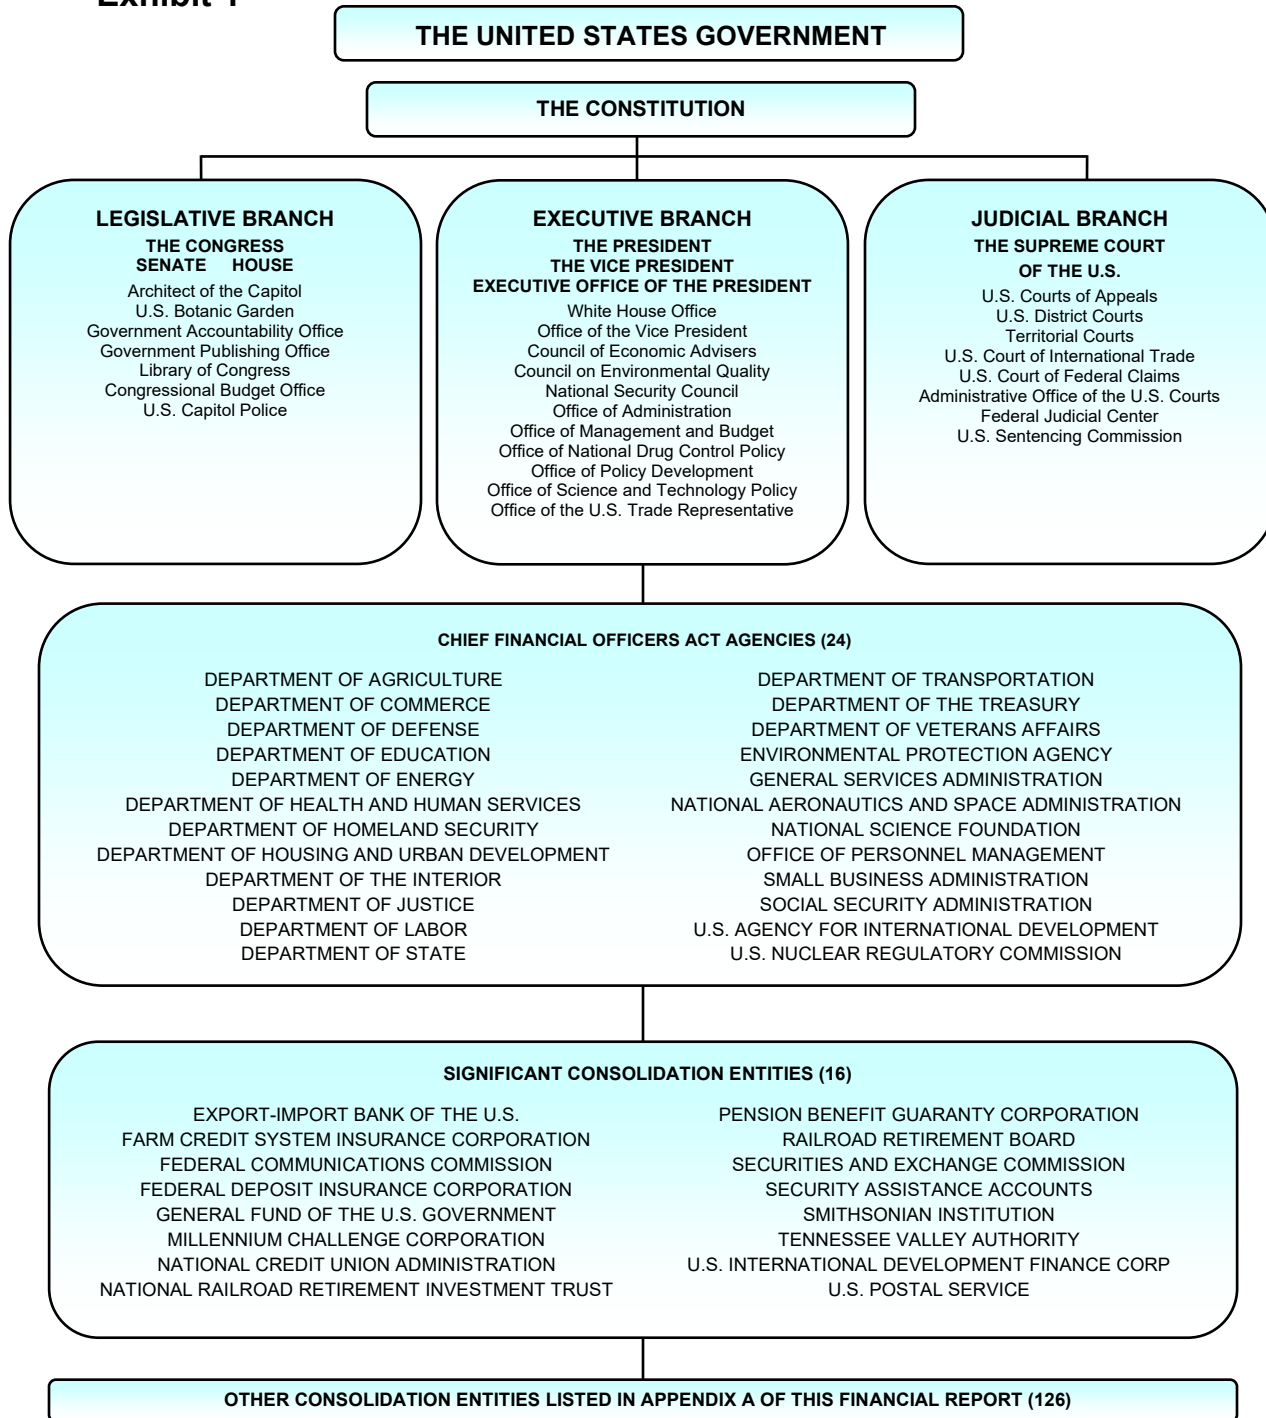 THE UNITED STATES GOVERNMENT
THE CONSTITUTION
LEGISLATIVE BRANCH
THE CONGRESS
SENATE HOUSE
Architect of the Capitol
U.S. Botanic Garden
Government Accountability Office
Government Publishing Office
Library of Congress
Congressional Budget Office
U.S. Capitol Police
EXECUTIVE BRANCH
THE PRESIDENT
THE VICE PRESIDENT
EXECUTIVE OFFICE OF THE PRESIDENT
White House Office
Office of the Vice President
Council of Economic Advisers
Council on Environmental Quality
National Security Council
Office of Administration
Office of Management and Budget
Office of National Drug Control Policy
Office of Policy Development
Office of Science and Technology Policy
Office of the U.S. Trade Representative
JUDICIAL BRANCH
THE SUPREME COURT
OF THE U.S.
U.S. Courts of Appeals
U.S. District Courts
Territorial Courts
U.S. Court of International Trade
U.S. Court of Federal Claims
Administrative Office of the U.S. Courts
Federal Judicial Center
U.S. Sentencing Commission
CHIEF FINANCIAL OFFICERS ACT AGENCIES (24)
DEPARTMENT OF AGRICULTURE
DEPARTMENT OF COMMERCE
DEPARTMENT OF DEFENSE
DEPARTMENT OF EDUCATION
DEPARTMENT OF ENERGY
DEPARTMENT OF HEALTH AND HUMAN SERVICES
DEPARTMENT OF HOMELAND SECURITY
DEPARTMENT OF HOUSING AND URBAN DEVELOPMENT
DEPARTMENT OF THE INTERIOR
DEPARTMENT OF JUSTICE
DEPARTMENT OF LABOR
DEPARTMENT OF STATE
DEPARTMENT OF TRANSPORTATION
DEPARTMENT OF THE TREASURY
DEPARTMENT OF VETERANS AFFAIRS
ENVIRONMENTAL PROTECTION AGENCY
GENERAL SERVICES ADMINISTRATION
NATIONAL AERONAUTICS AND SPACE ADMINISTRATION
NATIONAL SCIENCE FOUNDATION
OFFICE OF PERSONNEL MANAGEMENT
SMALL BUSINESS ADMINISTRATION
SOCIAL SECURITY ADMINISTRATION
U.S. AGENCY FOR INTERNATIONAL DEVELOPMENT
U.S. NUCLEAR REGULATORY COMMISSION
SIGNIFICANT CONSOLIDATION ENTITIES (16)
EXPORT-IMPORT BANK OF THE U.S.
FARM CREDIT SYSTEM INSURANCE CORPORATION
FEDERAL COMMUNICATIONS COMMISSION
FEDERAL DEPOSIT INSURANCE CORPORATION
GENERAL FUND OF THE U.S. GOVERNMENT
MILLENNIUM CHALLENGE CORPORATION
NATIONAL CREDIT UNION ADMINISTRATION
NATIONAL RAILROAD RETIREMENT INVESTMENT TRUST
PENSION BENEFIT GUARANTY CORPORATION
RAILROAD RETIREMENT BOARD
SECURITIES AND EXCHANGE COMMISSION
SECURITY ASSISTANCE ACCOUNTS
SMITHSONIAN INSTITUTION
TENNESSEE VALLEY AUTHORITY
U.S. INTERNATIONAL DEVELOPMENT FINANCE CORP
U.S. POSTAL SERVICE
OTHER CONSOLIDATION ENTITIES LISTED IN APPENDIX A OF THIS FINANCIAL REPORT (126)